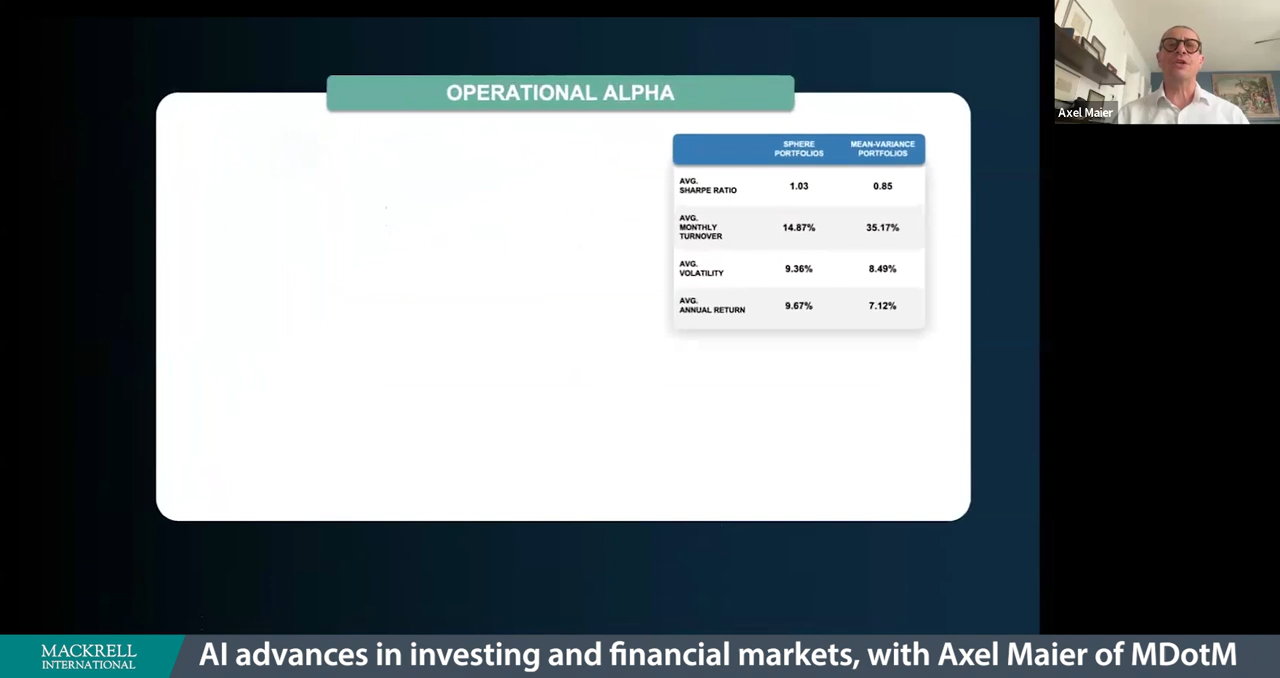 OPERATIONAL ALPHA
SPHERE
PORTFOLIOS
MEAN-VARIANCE
PORTFOLIOS
AVG.
SHARPE RATIO
1.03
0.85
AVG.
MONTHLY
TURNOVER
14.87%
35.17%
AVG.
VOLATILITY
9.36%
8.49%
AVG.
ANNUAL RETURN
9.67%
7.12%
Axel Maier
MACKRELL
INTERNATIONAL
AI advances in investing and financial markets, with Axel Maier of MDotM